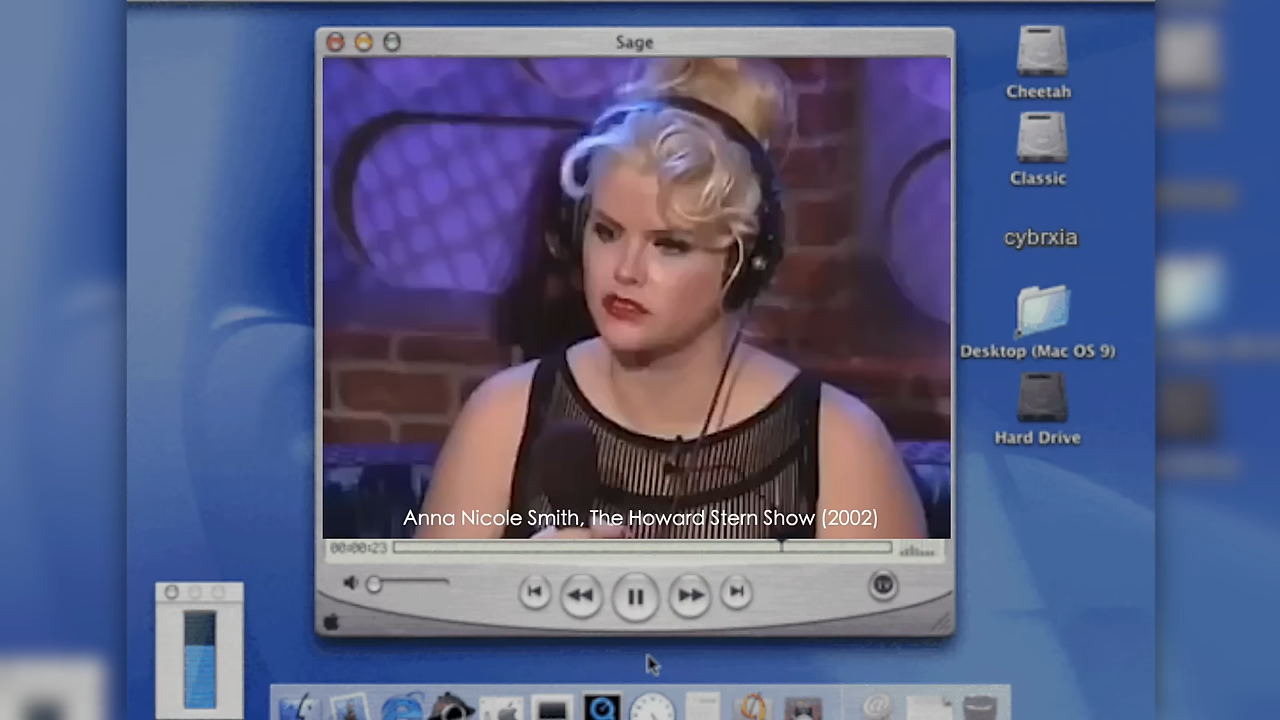 Sage
Cheetah
Classic
cybrxia
Desktop (Mac OS 9)
Hard Drive
Anna Nicole Smith, The Howard Stern Show (2002)
00:00:23
TV